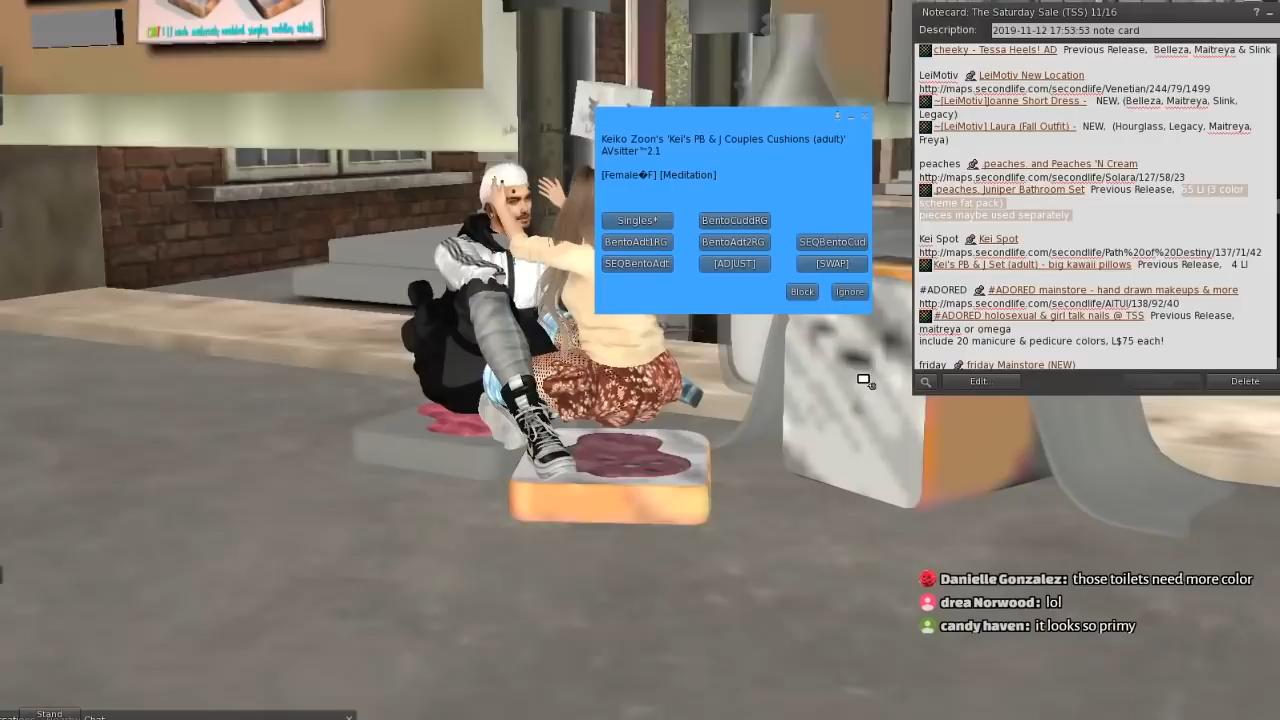 Notecard: The Saturday Sale (TSS) 11/16
Description: 2019-11-12 17:53:53 note card
cheeky - Tessa Heels! AD Previous Release, Belleza, Maitreya & Slink
LeiMotiv LeiMotiv New Location
http://maps.secondlife.com/secondlife/Venetian/244/79/1499
~[LeiMotiv]Joanne Short Dress - NEW, (Belleza, Maitreya, Slink,
Legacy)
~[LeiMotiv] Laura (Fall Outfit) - NEW, (Hourglass, Legacy, Maitreya,
Freya)
peaches peaches. and Peaches 'N Cream
http://maps.secondlife.com/secondlife/Solara/127/58/23
peaches. Juniper Bathroom Set Previous Release, 65 LI (3 color
scheme fat pack)
pieces maybe used separately
Kei Spot Kei Spot
http://maps.secondlife.com/secondlife/Path%20of%20Destiny/137/71/42
Kei's PB & J Set (adult) - big kawaii pillows Previous Release, 4 LI
#ADORED #ADORED mainstore - hand drawn makeups & more
http://maps.secondlife.com/secondlife/AITUI/138/92/40
#ADORED holosexual & girl talk nails @ TSS Previous Release,
maitreya or omega
include 20 manicure & pedicure colors, L$75 each!
friday friday Mainstore (NEW)
Edit... Delete
Keiko Zoon's 'Kei's PB & J Couples Cushions (adult)'
AVsitter™2.1
[Female�F] [Meditation]
Singles* BentoCuddRG
BentoAdt1RG BentoAdt2RG SEQBentoCud
SEQBentoAdt [ADJUST] [SWAP]
Block Ignore
Danielle Gonzalez: those toilets need more color
drea Norwood: lol
candy haven: it looks so primy
Stand
Chat